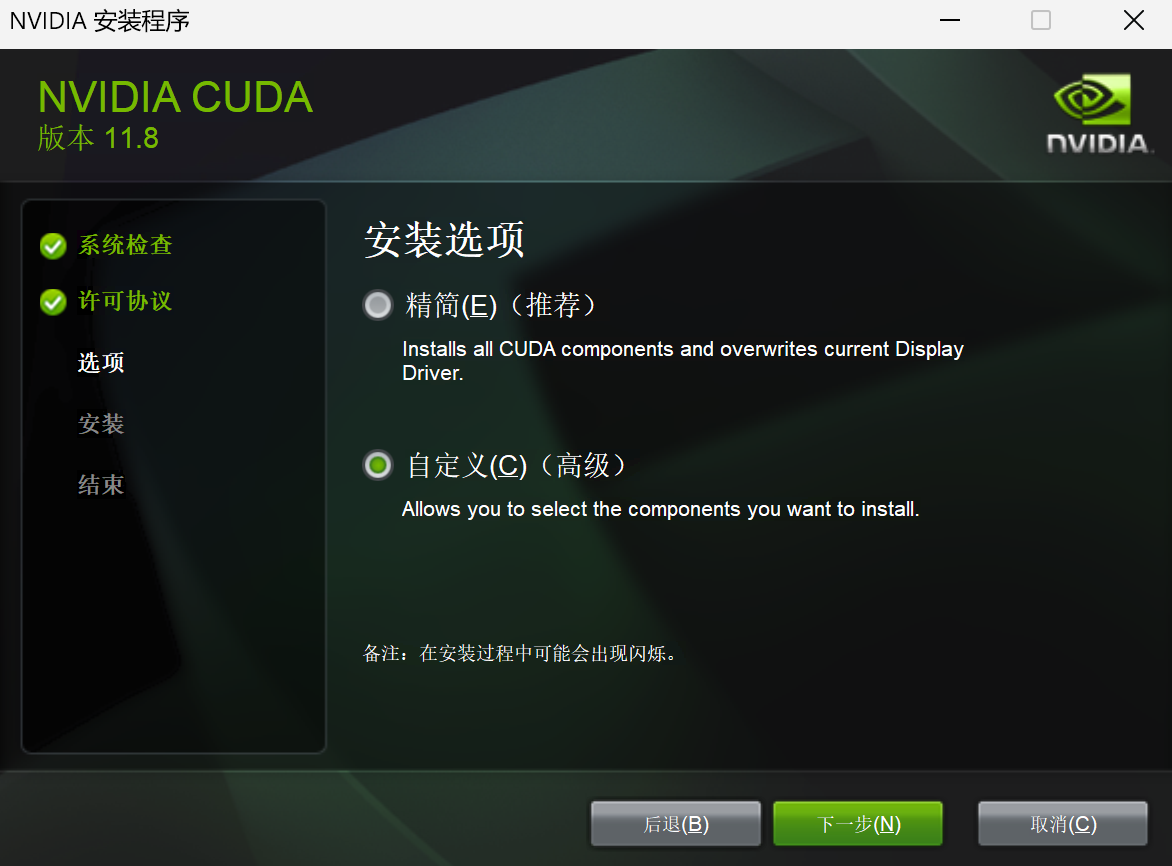 NVIDIA 安装程序
NVIDIA CUDA
版本 11.8
NVIDIA.
系统检查
许可协议
选项
安装
结束
安装选项
精简(E)（推荐）
Installs all CUDA components and overwrites current Display
Driver.
自定义(C)（高级）
Allows you to select the components you want to install.
备注：在安装过程中可能会出现闪烁。
后退(B)
下一步(N)
取消(C)